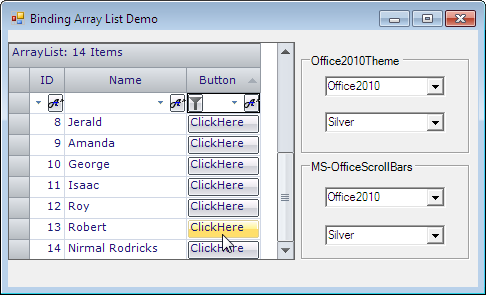 Binding Array List Demo
ArrayList: 14 Items
ID Name Button
8 Jerald ClickHere
9 Amanda ClickHere
10 George ClickHere
11 Isaac ClickHere
12 Roy ClickHere
13 Robert ClickHere
14 Nirmal Rodricks ClickHere
Office2010Theme
Office2010
Silver
MS-OfficeScrollBars
Office2010
Silver